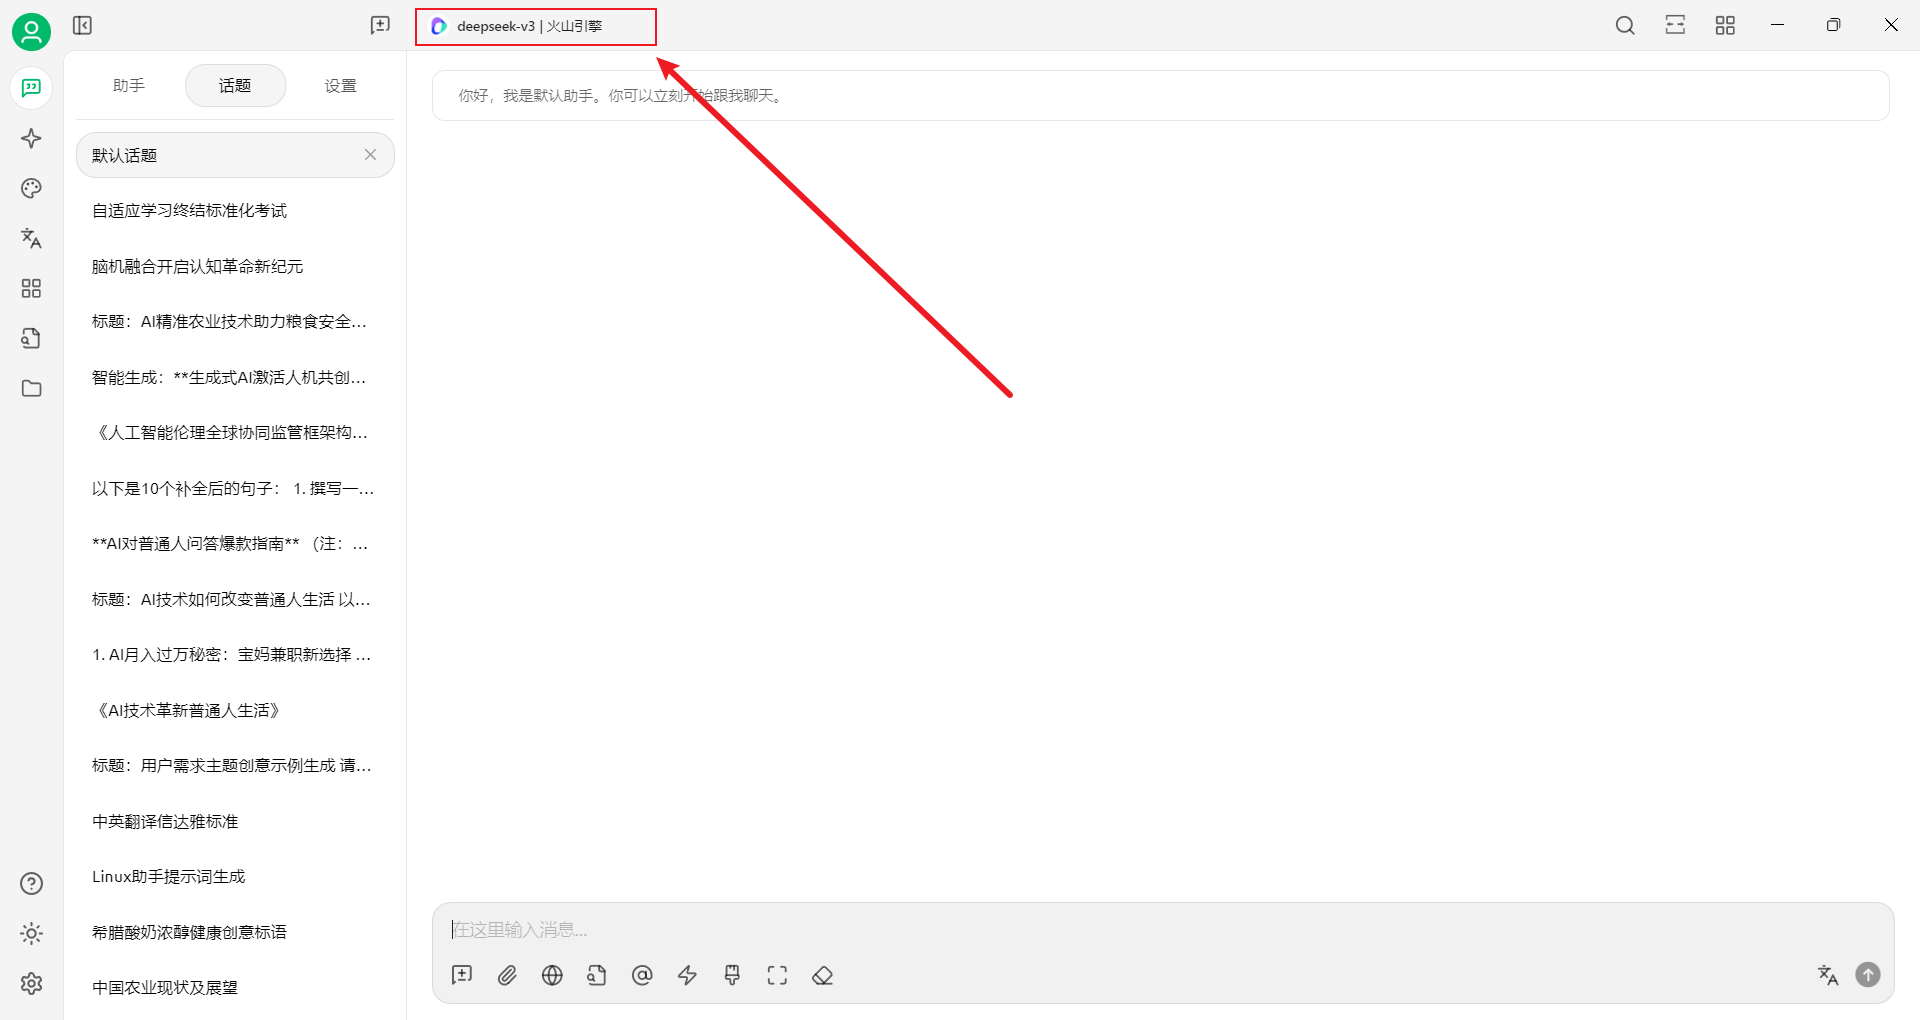 deepseek-v3 | 火山引擎
助手
话题
设置
默认话题
自适应学习终结标准化考试
脑机融合开启认知革命新纪元
标题：AI精准农业技术助力粮食安全...
智能生成：**生成式AI激活人机共创...
《人工智能伦理全球协同监管框架构...
以下是10个补全后的句子： 1. 撰写一...
**AI对普通人问答爆款指南** （注：...
标题：AI技术如何改变普通人生活 以...
1. AI月入过万秘密：宝妈兼职新选择 ...
《AI技术革新普通人生活》
标题：用户需求主题创意示例生成 请...
中英翻译信达雅标准
Linux助手提示词生成
希腊酸奶浓醇健康创意标语
中国农业现状及展望
你好，我是默认助手。你可以立刻开始跟我聊天。
在这里输入消息...